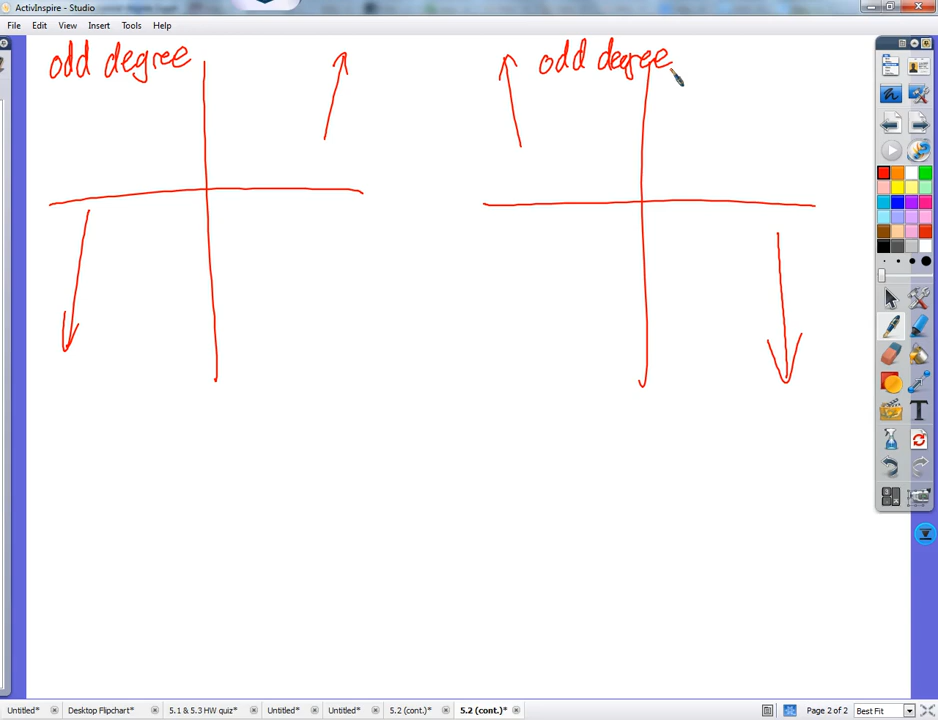 ActivInspire - Studio
File Edit View Insert Tools Help
odd degree
odd degree
T
Untitled* Desktop Flipchart* 5.1 & 5.3 HW quiz* Untitled* Untitled* 5.2 (cont.)* 5.2 (cont.)* Page 2 of 2 Best Fit